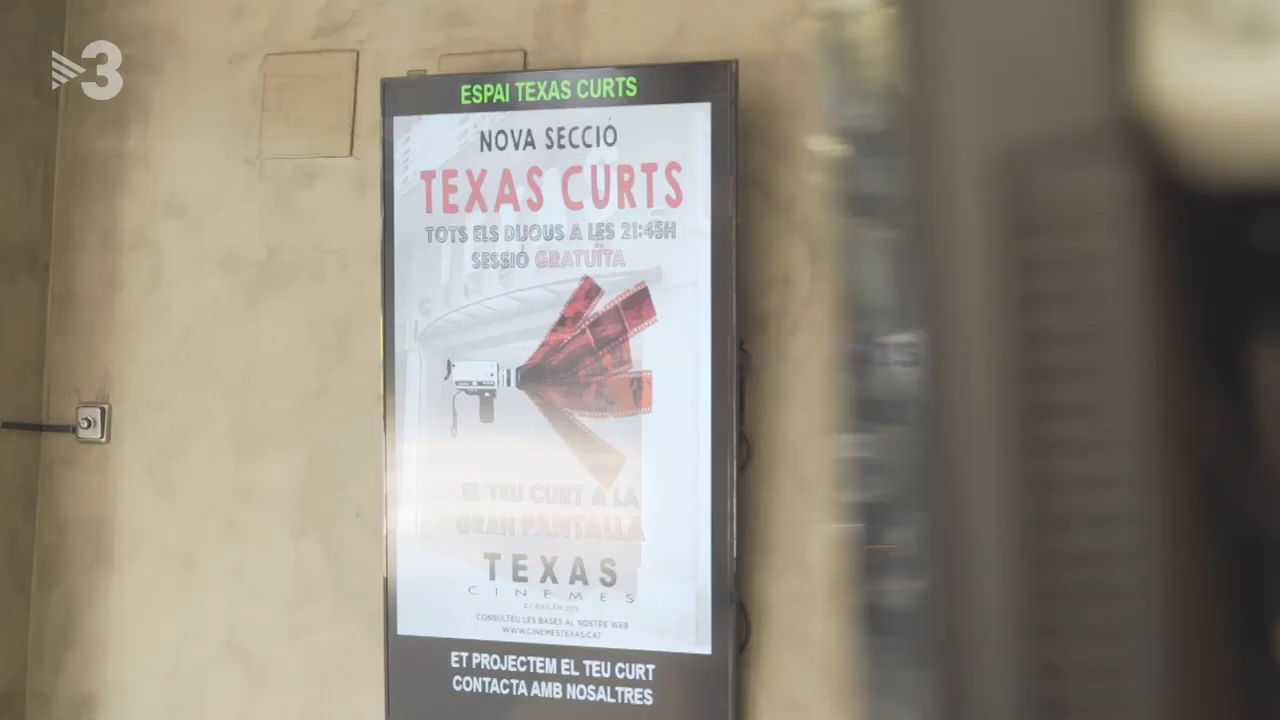 3
ESPAI TEXAS CURTS
NOVA SECCIÓ
TEXAS CURTS
TOTS ELS DIJOUS A LES 21:45H
SESSIÓ GRATUÏTA
EL TEU CURT A LA
GRAN PANTALLA
TEXAS
CINEMES
CONSULTEU LES BASES AL NOSTRE WEB
WWW.CINEMESTEXAS.CAT
ET PROJECTEM EL TEU CURT
CONTACTA AMB NOSALTRES